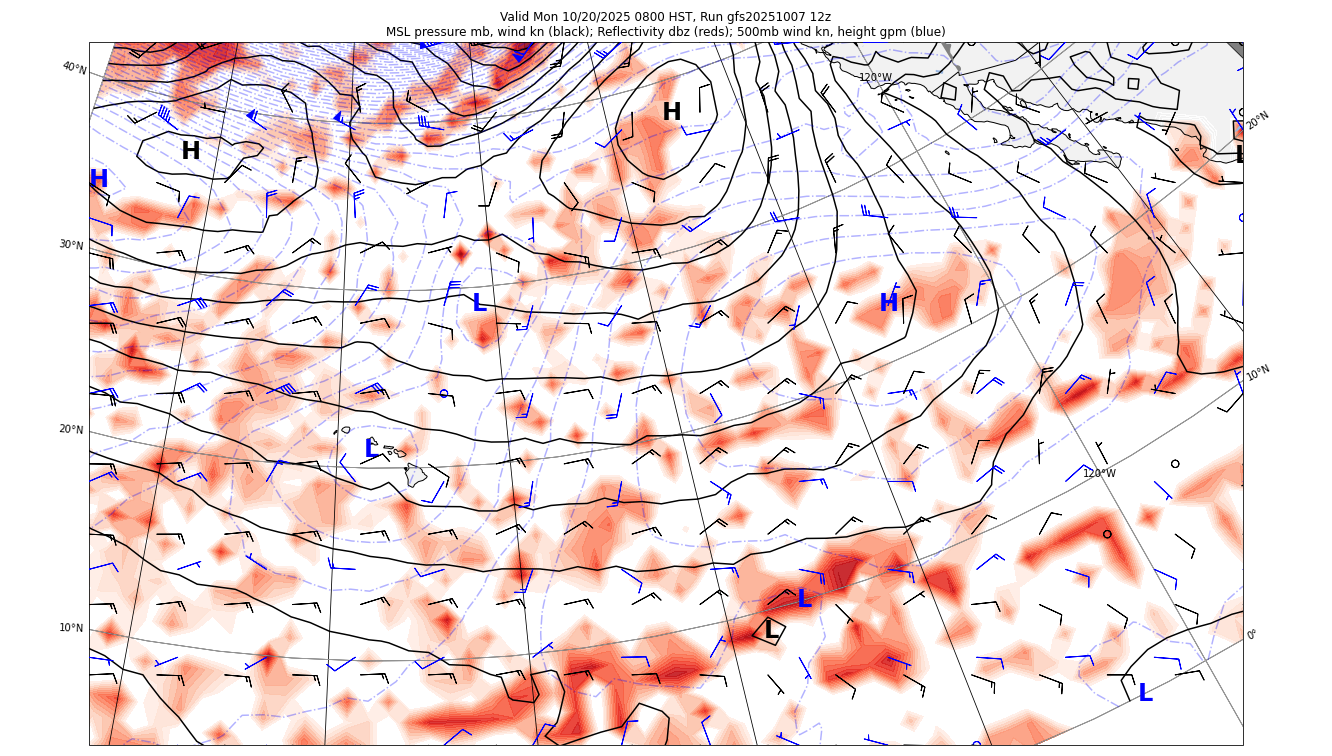 Valid Mon 10/20/2025 0800 HST, Run gfs20251007 12z
MSL pressure mb, wind kn (black); Reflectivity dbz (reds); 500mb wind kn, height gpm (blue)
40°N
120°W
H
20°N
H
L
H
30°N
L
H
10°N
20°N
L
120°W
L
10°N
L
0°
L